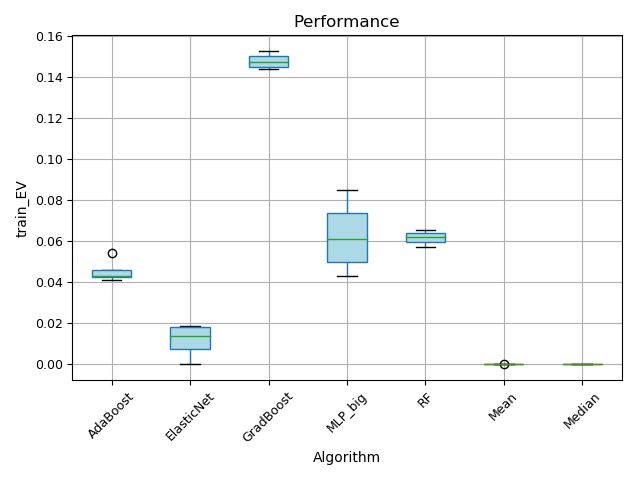 Performance
0.16
0.14
0.12
0.10
0.08
0.06
0.04
0.02
0.00
train_EV
AdaBoost
ElasticNet
GradBoost
MLP_big
RF
Mean
Median
Algorithm